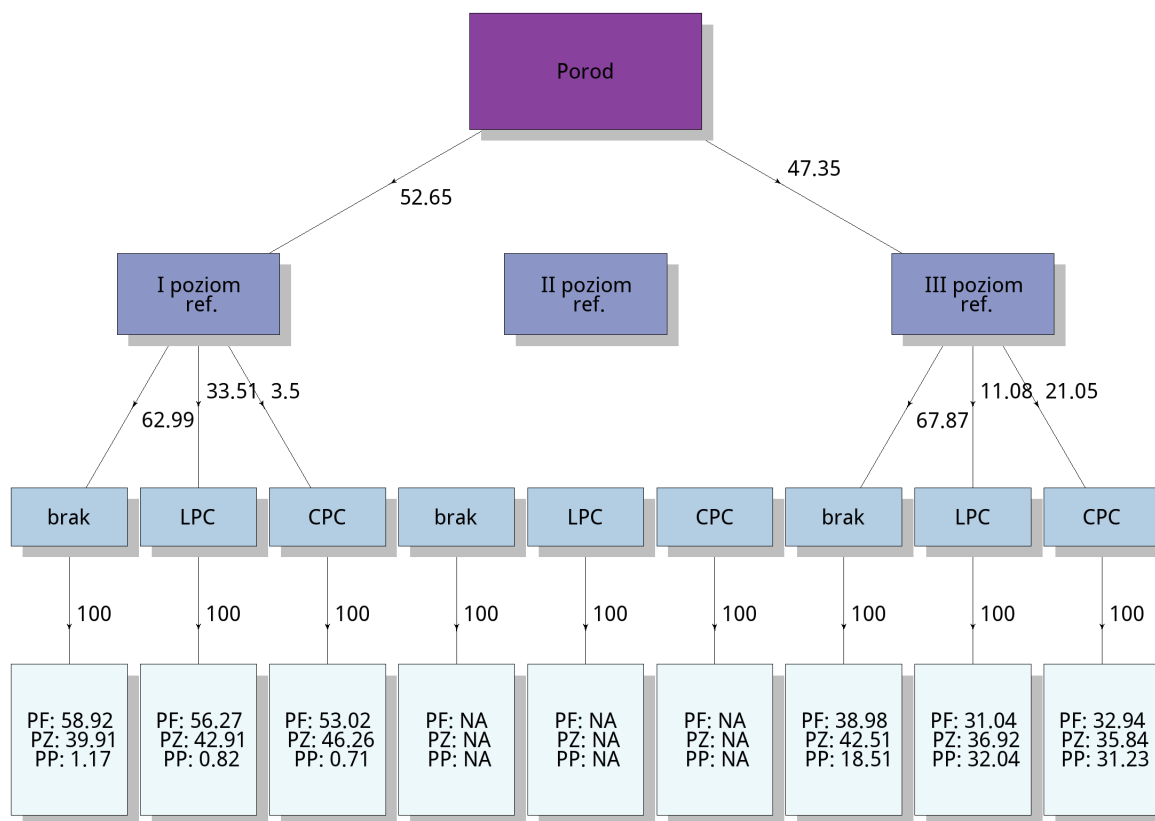 Porod
47.35
52.65
I poziom
ref.
II poziom
ref.
III poziom
ref.
33.51 3.5
62.99
11.08 21.05
67.87
brak LPC CPC brak LPC CPC brak LPC CPC
100 100 100 100 100 100 100 100 100
PF: 58.92
PZ: 39.91
PP: 1.17
PF: 56.27
PZ: 42.91
PP: 0.82
PF: 53.02
PZ: 46.26
PP: 0.71
PF: NA
PZ: NA
PP: NA
PF: NA
PZ: NA
PP: NA
PF: NA
PZ: NA
PP: NA
PF: 38.98
PZ: 42.51
PP: 18.51
PF: 31.04
PZ: 36.92
PP: 32.04
PF: 32.94
PZ: 35.84
PP: 31.23